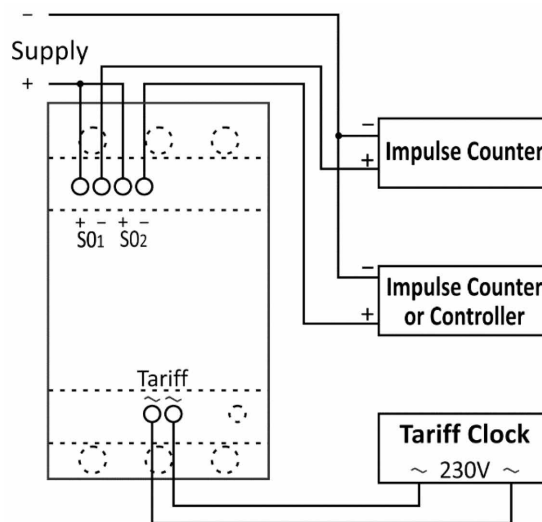 −
Supply
+
−
+
Impulse Counter
+ − + −
S01 S02
−
+
Impulse Counter
or Controller
Tariff
~ ~
Tariff Clock
~ 230V ~